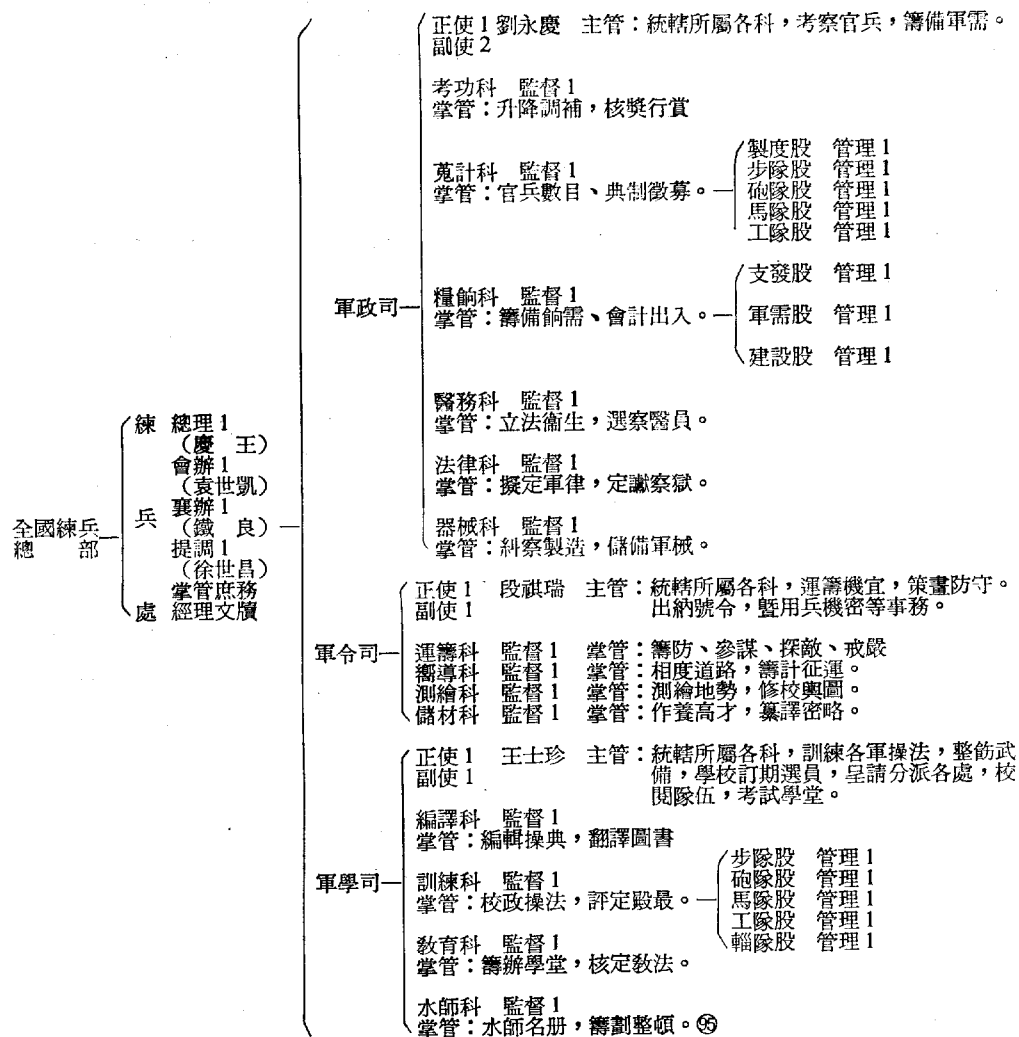 全國練兵
總　　部
練兵處
總理1
(慶　王)
會辦1
(袁世凱)
襄辦1
(鐵　良)
提調1
(徐世昌)
掌管庶務
經理文牘
軍政司
正使1 劉永慶　主管：統轄所屬各科，考察官兵，籌備軍需。
副使2
考功科　監督1
掌管：升降調補，核獎行賞
蒐計科　監督1
掌管：官兵數目、典制徵募。
製度股　管理1
步隊股　管理1
砲隊股　管理1
馬隊股　管理1
工隊股　管理1
糧餉科　監督1
掌管：籌備餉需、會計出入。
支發股　管理1
軍需股　管理1
建設股　管理1
醫務科　監督1
掌管：立法衞生，選察醫員。
法律科　監督1
掌管：擬定軍律，定讞察獄。
器械科　監督1
掌管：糾察製造，儲備軍械。
軍令司
正使1　段祺瑞　主管：統轄所屬各科，運籌機宜，策畫防守。
出納號令，暨用兵機密等事務。
副使1
運籌科　監督1　掌管：籌防、參謀、探敵、戒嚴
嚮導科　監督1　掌管：相度道路，籌計征運。
測繪科　監督1　掌管：測繪地勢，修校輿圖。
儲材科　監督1　掌管：作養高才，纂譯密略。
軍學司
正使1　王士珍　主管：統轄所屬各科，訓練各軍操法，整飭武
備，學校訂期選員，呈請分派各處，校
閱隊伍，考試學堂。
副使1
編譯科　監督1
掌管：編輯操典，翻譯圖書
訓練科　監督1
掌管：校政操法，評定殿最。
步隊股　管理1
砲隊股　管理1
馬隊股　管理1
工隊股　管理1
輜隊股　管理1
教育科　監督1
掌管：籌辦學堂，核定教法。
水師科　監督1
掌管：水師名册，籌劃整頓。㊺